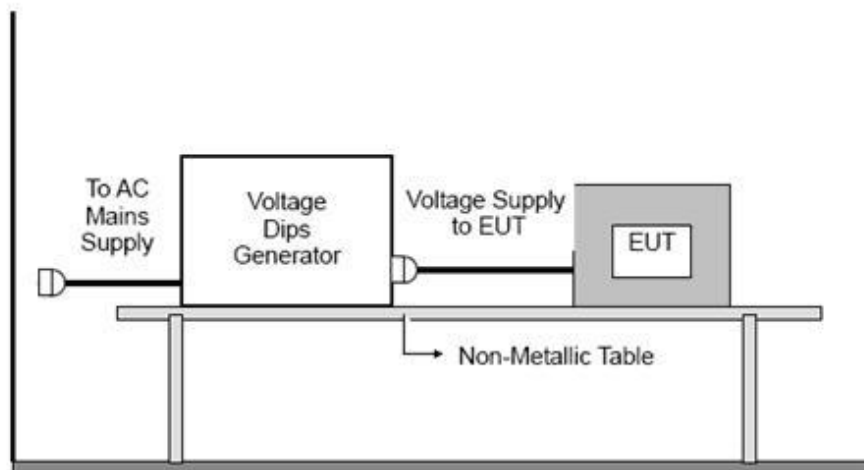 To AC
Mains
Supply
Voltage
Dips
Generator
Voltage Supply
to EUT
EUT
Non-Metallic Table